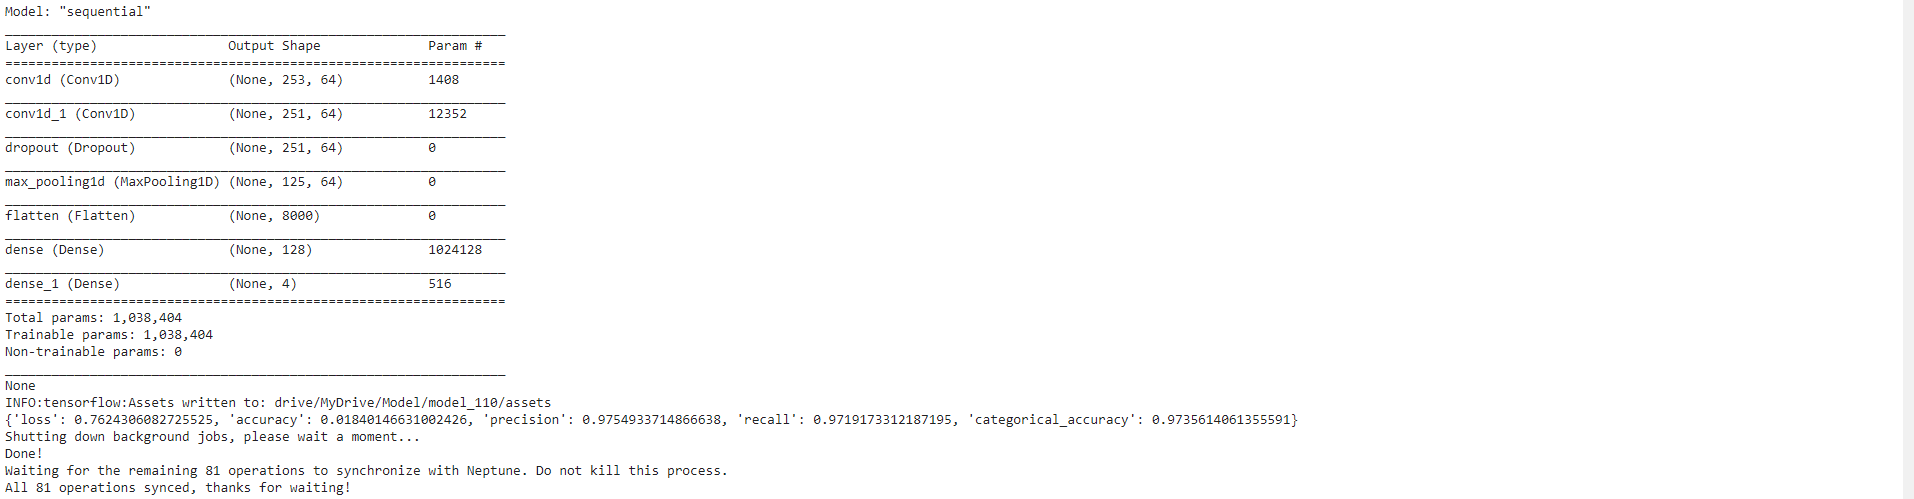 Model: "sequential"
_________________________________________________________________
Layer (type)                 Output Shape              Param #
=================================================================
conv1d (Conv1D)              (None, 253, 64)           1408
_________________________________________________________________
conv1d_1 (Conv1D)            (None, 251, 64)           12352
_________________________________________________________________
dropout (Dropout)            (None, 251, 64)           0
_________________________________________________________________
max_pooling1d (MaxPooling1D) (None, 125, 64)           0
_________________________________________________________________
flatten (Flatten)            (None, 8000)              0
_________________________________________________________________
dense (Dense)                (None, 128)               1024128
_________________________________________________________________
dense_1 (Dense)              (None, 4)                 516
=================================================================
Total params: 1,038,404
Trainable params: 1,038,404
Non-trainable params: 0
_________________________________________________________________
None
INFO:tensorflow:Assets written to: drive/MyDrive/Model/model_110/assets
{'loss': 0.7624306082725525, 'accuracy': 0.01840146631002426, 'precision': 0.9754933714866638, 'recall': 0.9719173312187195, 'categorical_accuracy': 0.9735614061355591}
Shutting down background jobs, please wait a moment...
Done!
Waiting for the remaining 81 operations to synchronize with Neptune. Do not kill this process.
All 81 operations synced, thanks for waiting!